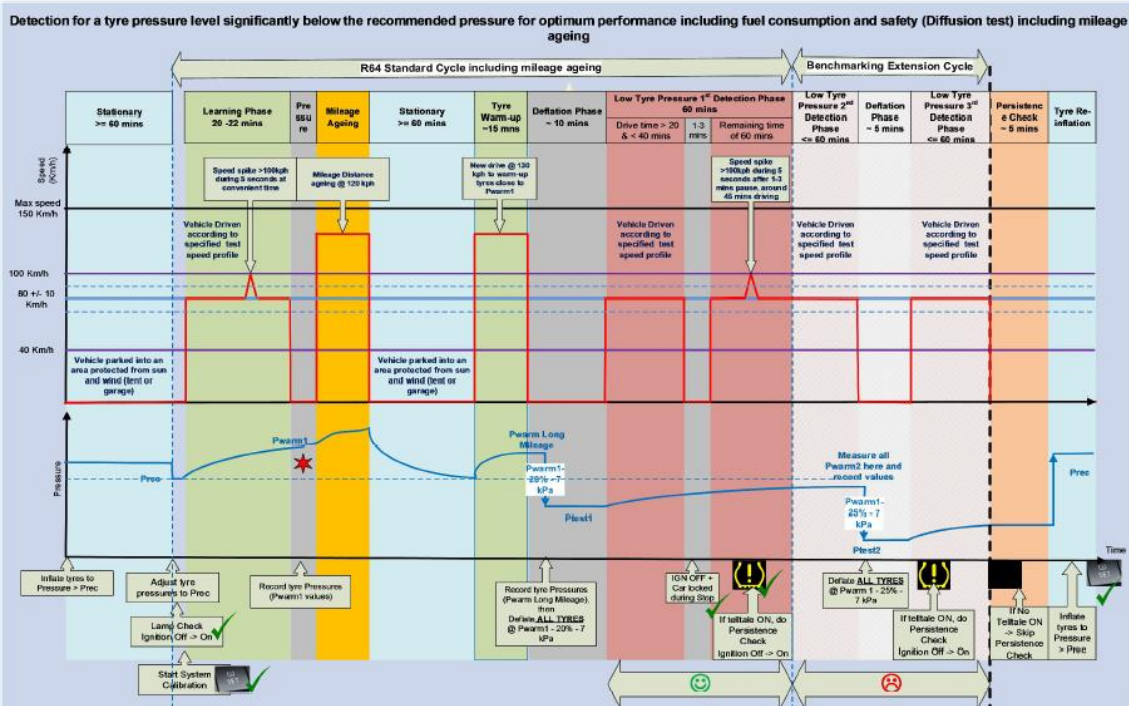 Detection for a tyre pressure level significantly below the recommended pressure for optimum performance including fuel consumption and safety (Diffusion test) including mileage
ageing
R64 Standard Cycle including mileage ageing
Benchmarking Extension Cycle
Stationary
>= 60 mins
Learning Phase
20 -22 mins
Pre
ssu
re
Mileage
Ageing
Stationary
>= 60 mins
Tyre
Warm-up
~15 mns
Deflation Phase
~ 10 mins
Low Tyre Pressure 1st Detection Phase
60 mins
Drive time > 20
& < 40 mins
1-3
mins
Remaining time
of 60 mins
Low Tyre
Pressure 2nd
Detection
Phase
<= 60 mins
Deflation
Phase
~ 5 mins
Low Tyre
Pressure 3rd
Detection
Phase
<= 60 mins
Persistenc
e Check
~ 5 mins
Tyre Re-
inflation
Speed
(Km/h)
Max speed
150 Km/h
100 Km/h
80 +/- 10
Km/h
40 Km/h
Speed spike
>100kph
during 5 seconds at
convenient time
Mileage Distance
ageing @ 120 kph
New drive @ 130
kph to warm-up
tyres close to
Pwarm1
Speed spike
>100kph during 5
seconds after 1-3
mins pause, around
45 mins driving
Vehicle Driven
according to
specified test
speed profile
Vehicle Driven
according to
specified test
speed profile
Vehicle Driven
according to
specified test
speed profile
Vehicle Driven
according to
specified test
speed profile
Vehicle parked into an
area protected from sun
and wind (tent or
garage)
Vehicle parked into an
area protected from sun
and wind (tent or
garage)
Pressure
Prec
Pwarm1
Pwarm Long
Mileage
Pwarm1-
20% - 7
kPa
Ptest1
Measure all
Pwarm2 here and
record values
Pwarm1-
25% - 7
kPa
Ptest2
Prec
Time
Inflate tyres to
Pressure > Prec
Adjust tyre
pressures to Prec
Lamp Check
Ignition Off -> On
Start System
Calibration
SET
Record tyre Pressures
(Pwarm1 values)
Record tyre Pressures
(Pwarm Long Mileage),
then
Deflate ALL TYRES
@ Pwarm1 - 20% - 7
kPa
IGN OFF +
Car locked
during Stop
If telltale ON, do
Persistence
Check
Ignition Off -> On
Deflate ALL TYRES
@ Pwarm 1 - 25% -
7 kPa
If telltale ON, do
Persistence
Check
Ignition Off -> On
If No
Telltale ON
-> Skip
Persistence
Check
Inflate
tyres to
Pressure
> Prec
SET